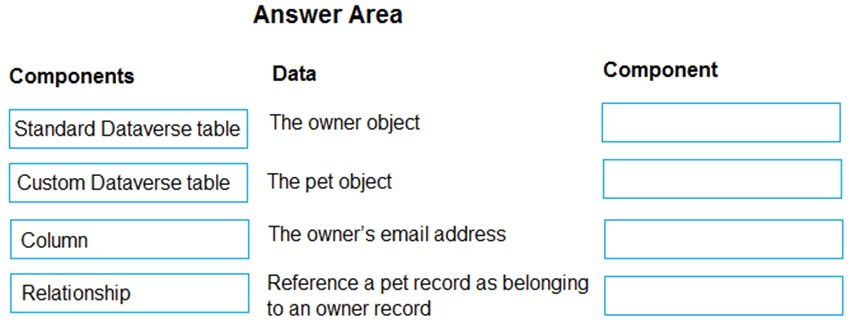 Answer Area
Components
Data
Component
Standard Dataverse table
The owner object
Custom Dataverse table
The pet object
Column
The owner’s email address
Relationship
Reference a pet record as belonging
to an owner record